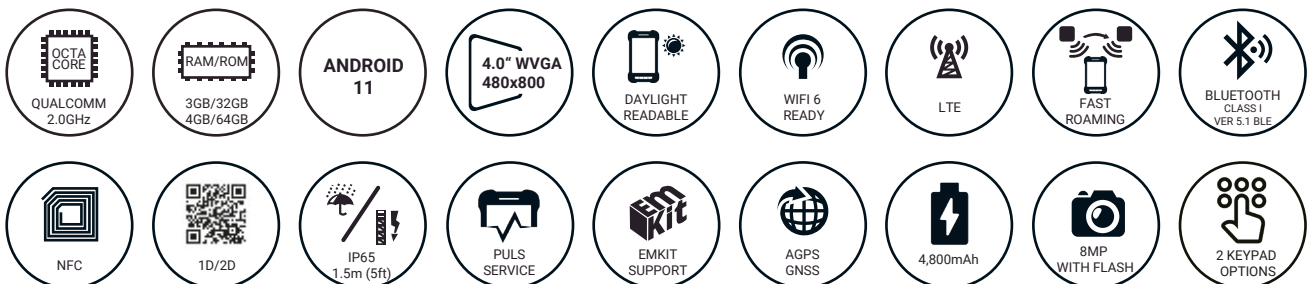 OCTA
CORE
QUALCOMM
2.0GHz
RAM/ROM
3GB/32GB
4GB/64GB
ANDROID
11
4.0“ WVGA
480x800
DAYLIGHT
READABLE
WIFI 6
READY
LTE
FAST
ROAMING
BLUETOOTH
CLASS I
VER 5.1 BLE
NFC
1D/2D
IP65
1.5m (5ft)
PULS
SERVICE
EM
Kit
EMKIT
SUPPORT
AGPS
GNSS
4,800mAh
8MP
WITH FLASH
2 KEYPAD
OPTIONS